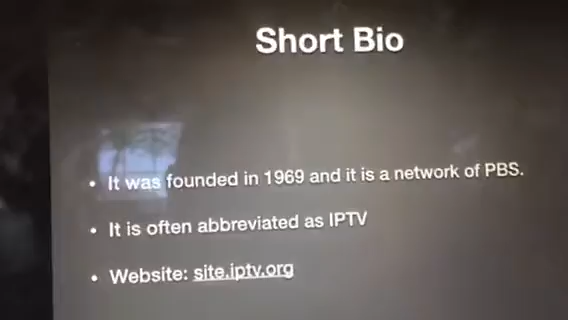 Short Bio
• It was founded in 1969 and it is a network of PBS.
• It is often abbreviated as IPTV
• Website: site.iptv.org